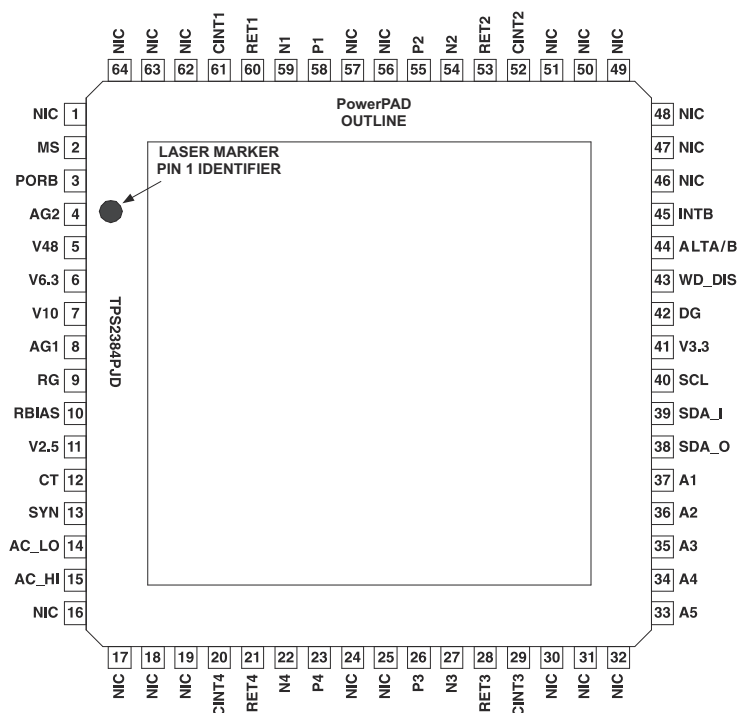 NIC NIC NIC CINT1 RET1 N1 P1 NIC NIC P2 N2 RET2 CINT2 NIC NIC NIC
64 63 62 61 60 59 58 57 56 55 54 53 52 51 50 49
PowerPAD
OUTLINE
LASER MARKER
PIN 1 IDENTIFIER
TPS2384PJD
NIC 1
MS 2
PORB 3
AG2 4
V48 5
V6.3 6
V10 7
AG1 8
RG 9
RBIAS 10
V2.5 11
CT 12
SYN 13
AC_LO 14
AC_HI 15
NIC 16
48 NIC
47 NIC
46 NIC
45 INTB
44 ALTA/B
43 WD_DIS
42 DG
41 V3.3
40 SCL
39 SDA_I
38 SDA_O
37 A1
36 A2
35 A3
34 A4
33 A5
17 18 19 20 21 22 23 24 25 26 27 28 29 30 31 32
NIC NIC NIC CINT4 RET4 N4 P4 NIC NIC P3 N3 RET3 CINT3 NIC NIC NIC